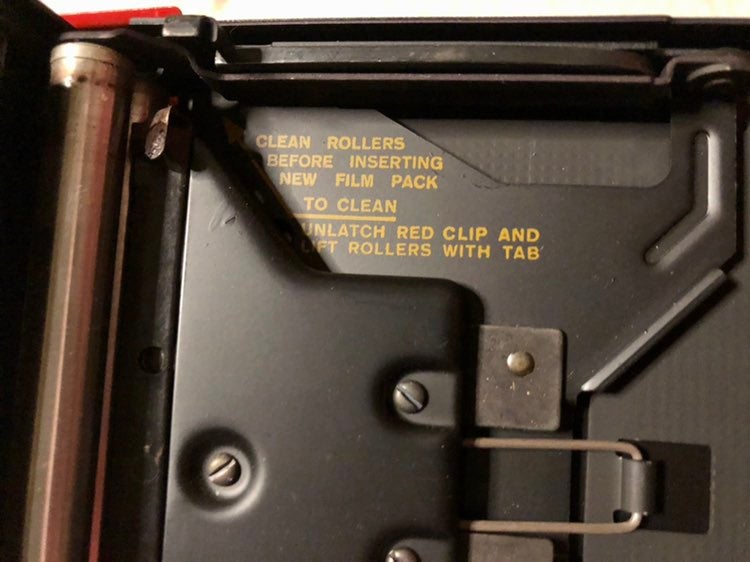 CLEAN ROLLERS
BEFORE INSERTING
NEW FILM PACK
TO CLEAN
UNLATCH RED CLIP AND
LIFT ROLLERS WITH TAB